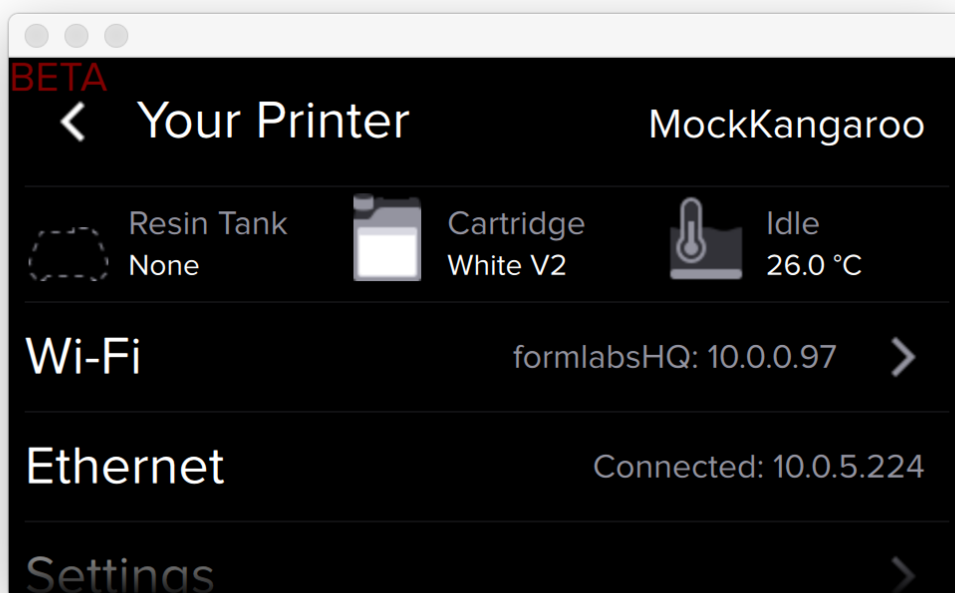 BETA
Your Printer
MockKangaroo
Resin Tank
None
Cartridge
White V2
Idle
26.0 °C
Wi-Fi
formlabsHQ: 10.0.0.97
Ethernet
Connected: 10.0.5.224
Settings